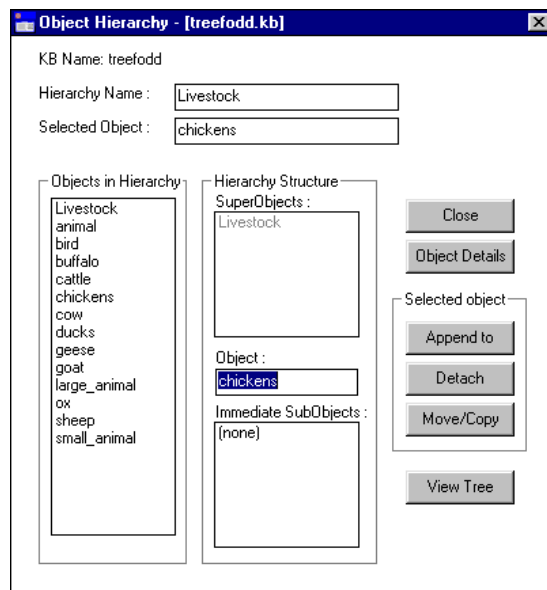 Object Hierarchy - [treefodd.kb]
KB Name: treefodd
Hierarchy Name :
Livestock
Selected Object :
chickens
Objects in Hierarchy
Livestock
animal
bird
buffalo
cattle
chickens
cow
ducks
geese
goat
large_animal
ox
sheep
small_animal
Hierarchy Structure
SuperObjects :
Livestock
Object :
chickens
Immediate SubObjects :
(none)
Close
Object Details
Selected object
Append to
Detach
Move/Copy
View Tree